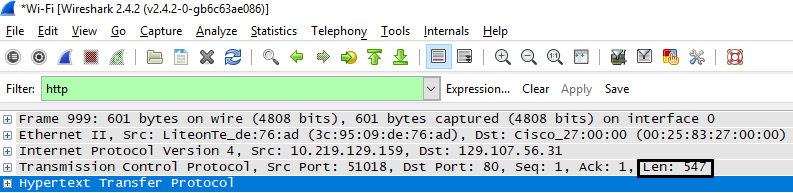 *Wi-Fi [Wireshark 2.4.2 (v2.4.2-0-gb6c63ae086)]
File Edit View Go Capture Analyze Statistics Telephony Tools Internals Help
Filter: http Expression... Clear Apply Save
Frame 999: 601 bytes on wire (4808 bits), 601 bytes captured (4808 bits) on interface 0
Ethernet II, Src: LiteonTe_de:76:ad (3c:95:09:de:76:ad), Dst: Cisco_27:00:00 (00:25:83:27:00:00)
Internet Protocol Version 4, Src: 10.219.129.159, Dst: 129.107.56.31
Transmission Control Protocol, Src Port: 51018, Dst Port: 80, Seq: 1, Ack: 1, Len: 547
Hypertext Transfer Protocol